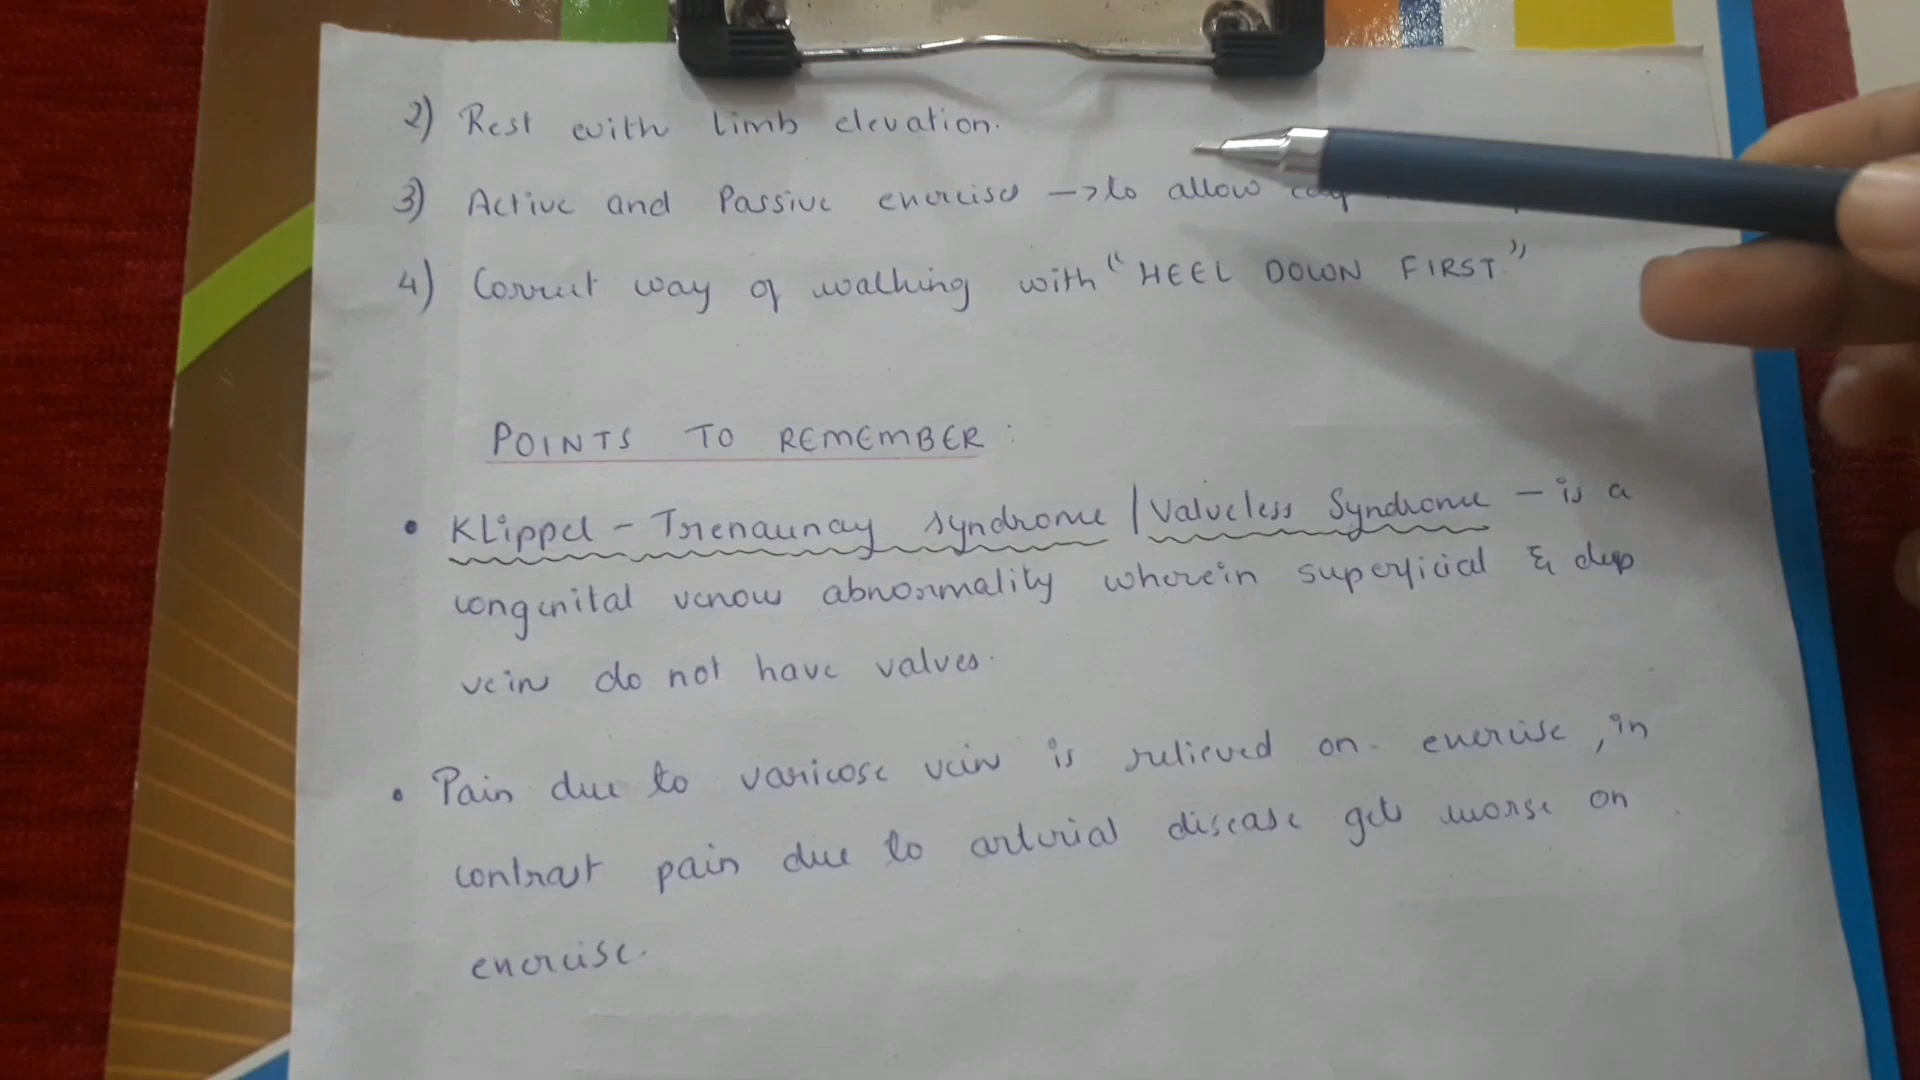 2) Rest with limb elevation.
3) Active and Passive exercises → to allow
4) Correct way of walking with "HEEL DOWN FIRST."
POINTS TO REMEMBER :
• Klippel - Trenaunay syndrome / Valveless Syndrome - is a
congenital venous abnormality wherein superficial & deep
veins do not have valves.
• Pain due to varicose veins is relieved on exercise, in
contrast pain due to arterial disease gets worse on
exercise.